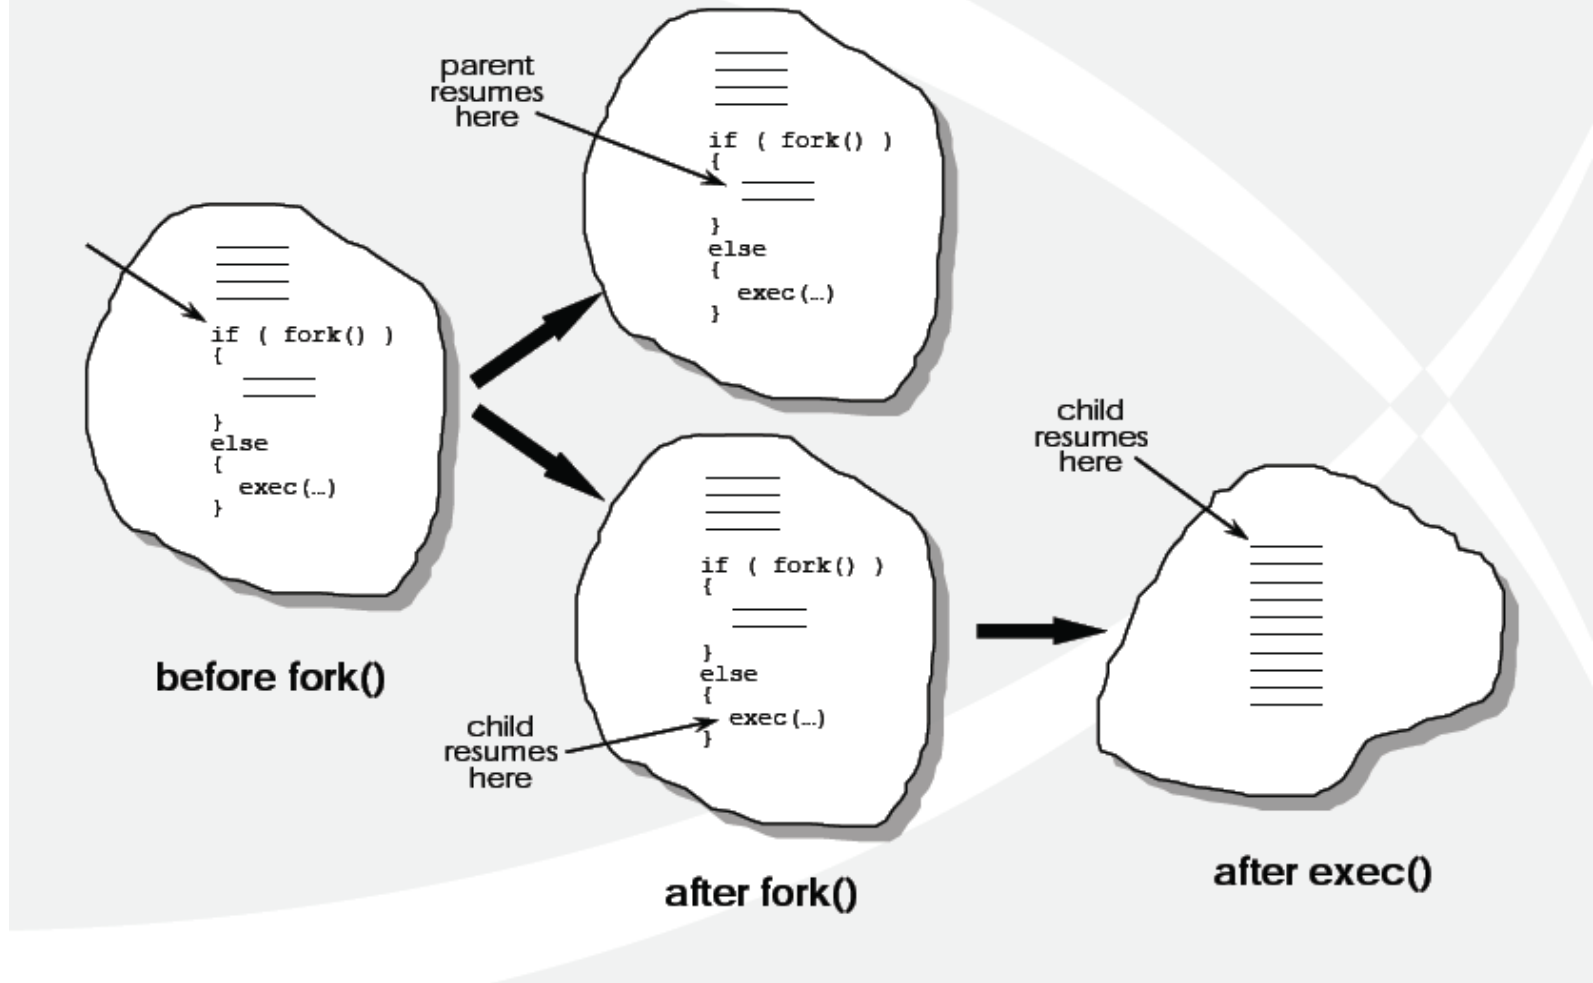 parent
resumes
here
if ( fork() )
{
}
else
{
exec(…)
}
if ( fork() )
{
}
else
{
exec(…)
}
before fork()
if ( fork() )
{
}
else
{
exec(…)
}
child
resumes
here
after fork()
child
resumes
here
after exec()